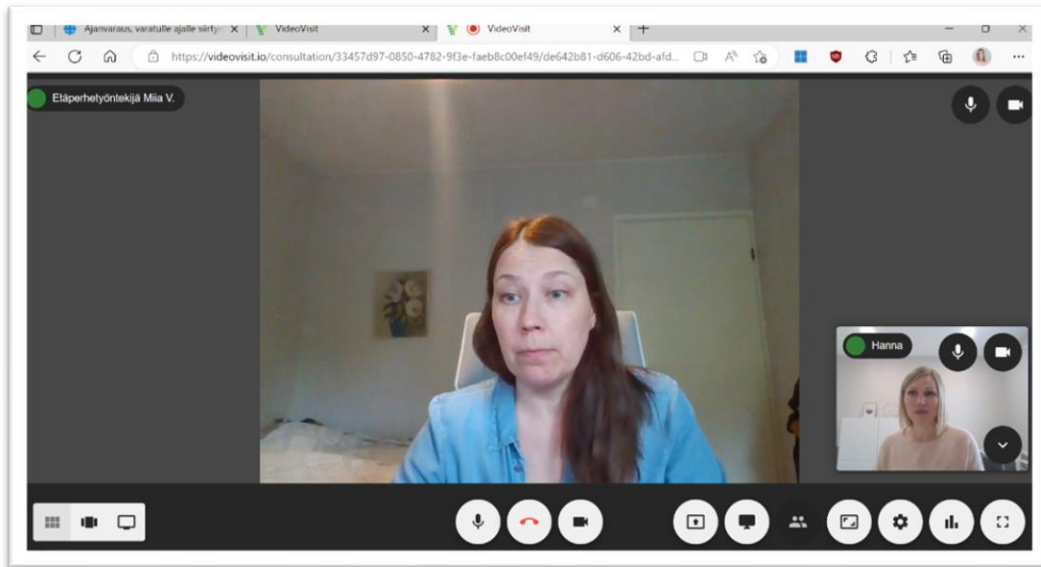 Ajanvaraus, varatulle ajalle siirty
VideoVisit
VideoVisit
https://videovisit.io/consultation/33457d97-0850-4782-9f3e-faeb8c00ef49/de642b81-d606-42bd-afd...
Etäperhetyöntekijä Miia V.
Hanna